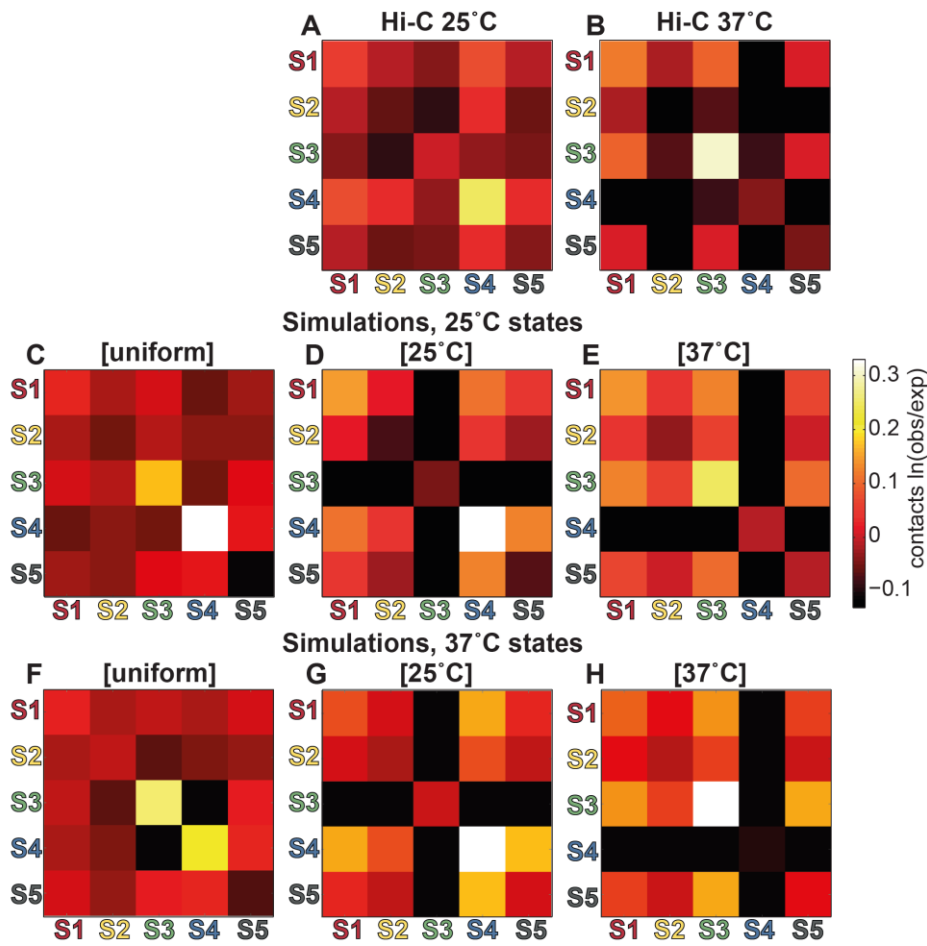 A Hi-C 25˚C
B Hi-C 37˚C
S1
S2
S3
S4
S5
S1 S2 S3 S4 S5
S1
S2
S3
S4
S5
S1 S2 S3 S4 S5
Simulations, 25˚C states
C [uniform]
D [25˚C]
E [37˚C]
S1
S2
S3
S4
S5
S1 S2 S3 S4 S5
S1
S2
S3
S4
S5
S1 S2 S3 S4 S5
S1
S2
S3
S4
S5
S1 S2 S3 S4 S5
0.3
0.2
0.1
0
−0.1
contacts ln(obs/exp)
Simulations, 37˚C states
F [uniform]
G [25˚C]
H [37˚C]
S1
S2
S3
S4
S5
S1 S2 S3 S4 S5
S1
S2
S3
S4
S5
S1 S2 S3 S4 S5
S1
S2
S3
S4
S5
S1 S2 S3 S4 S5